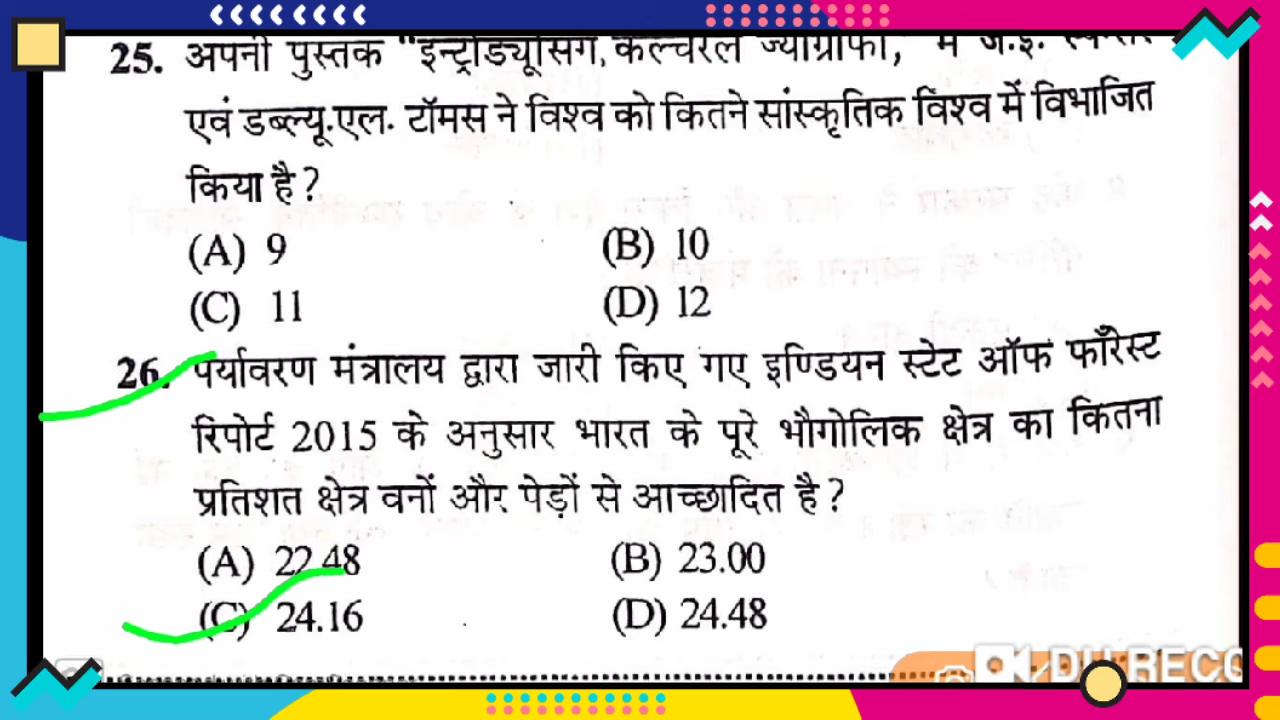 25. अपनी पुस्तक "इन्ट्रोड्यूसिंग, कल्चरल ज्योग्राफी," में जे.इ.
एवं डब्ल्यू.एल. टॉमस ने विश्व को कितने सांस्कृतिक विश्व में विभाजित
किया है ?
(A) 9 (B) 10
(C) 11 (D) 12
26. पर्यावरण मंत्रालय द्वारा जारी किए गए इण्डियन स्टेट ऑफ फॉरेस्ट
रिपोर्ट 2015 के अनुसार भारत के पूरे भौगोलिक क्षेत्र का कितना
प्रतिशत क्षेत्र वनों और पेड़ों से आच्छादित है ?
(A) 22.48 (B) 23.00
(C) 24.16 (D) 24.48
DU RECO